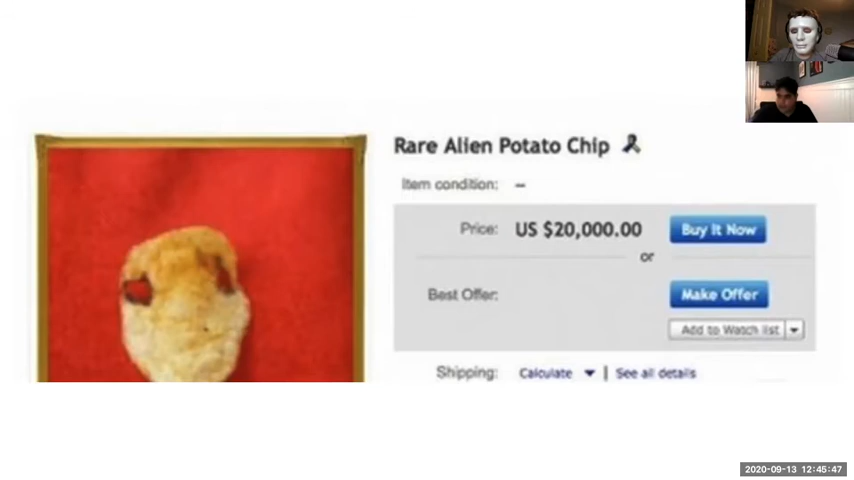 Rare Alien Potato Chip
Item condition: --
Price: US $20,000.00 Buy It Now
or
Best Offer: Make Offer
Add to Watch list
Shipping: Calculate | See all details
2020-09-13 12:45:47